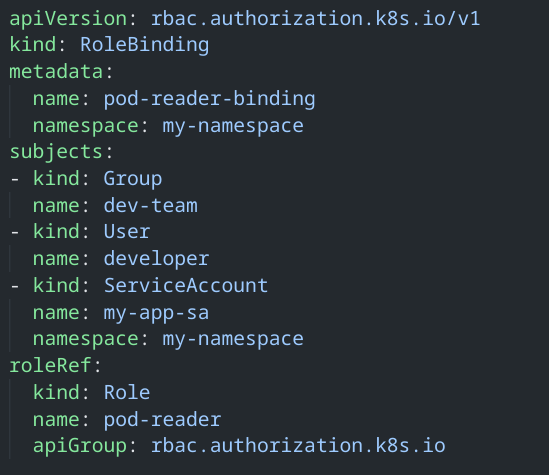 apiVersion: rbac.authorization.k8s.io/v1
kind: RoleBinding
metadata:
  name: pod-reader-binding
  namespace: my-namespace
subjects:
- kind: Group
  name: dev-team
- kind: User
  name: developer
- kind: ServiceAccount
  name: my-app-sa
  namespace: my-namespace
roleRef:
  kind: Role
  name: pod-reader
  apiGroup: rbac.authorization.k8s.io